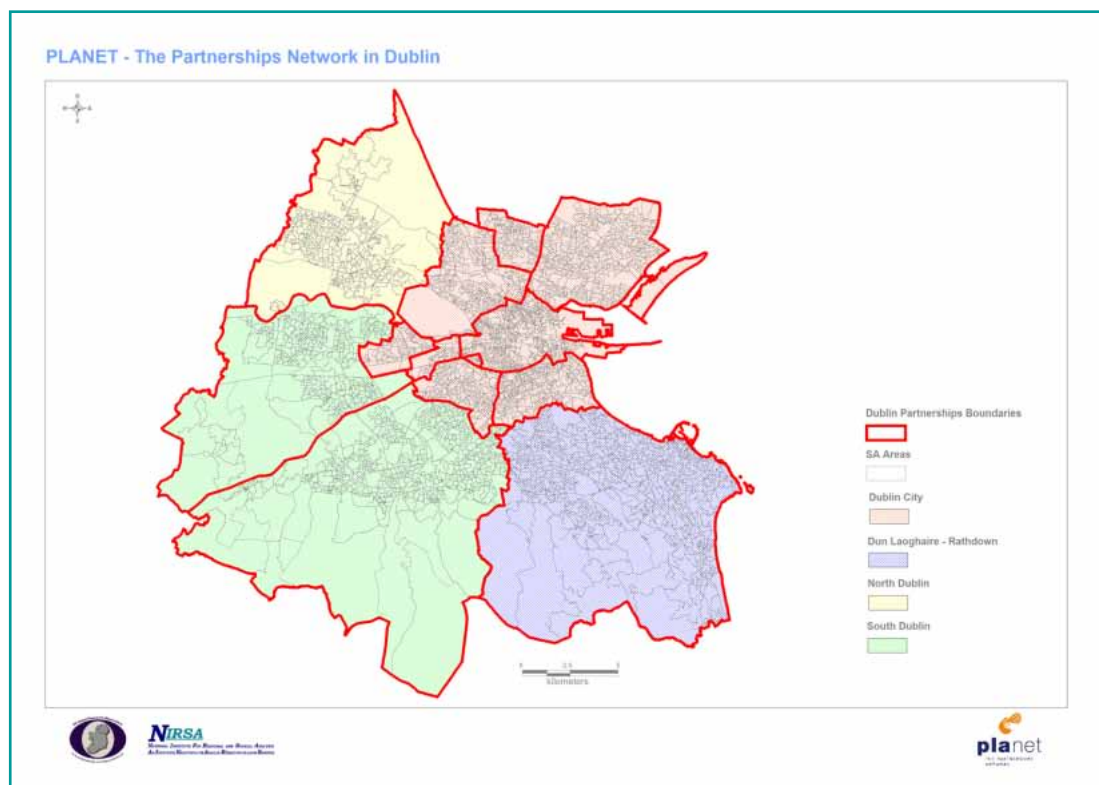 PLANET - The Partnerships Network in Dublin
N
Dublin Partnerships Boundaries
SA Areas
Dublin City
Dun Laoghaire - Rathdown
North Dublin
South Dublin
kilometers
NIRSA
planet